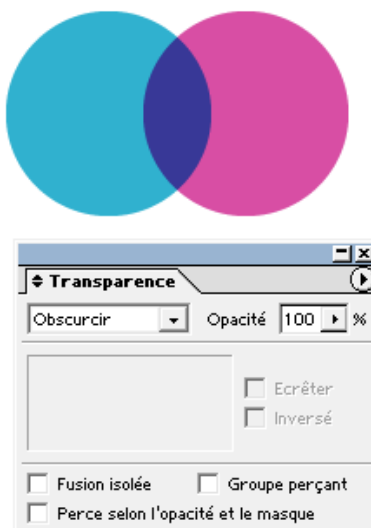 Transparence
Obscurcir Opacité 100 %
Ecrêter
Inversé
Fusion isolée Groupe perçant
Perce selon l'opacité et le masque